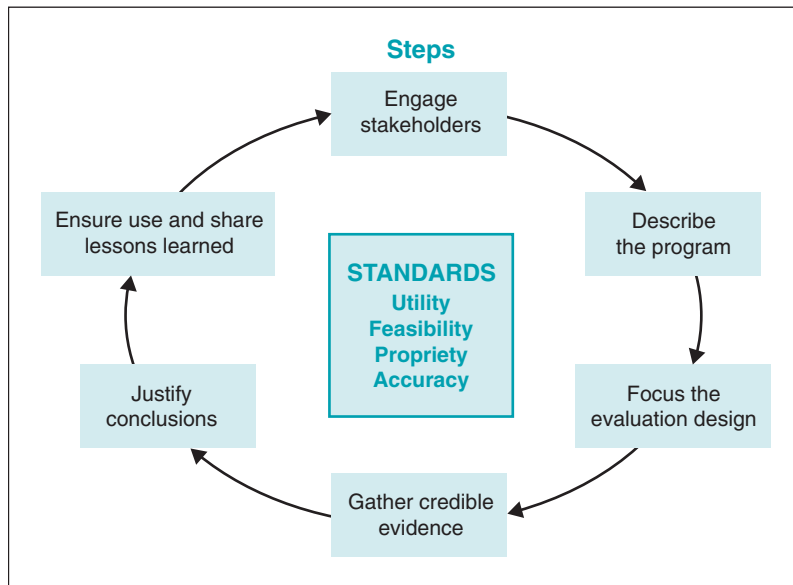 Steps
Engage
stakeholders
Describe
the program
Focus the
evaluation design
Gather credible
evidence
Justify
conclusions
Ensure use and share
lessons learned
STANDARDS
Utility
Feasibility
Propriety
Accuracy